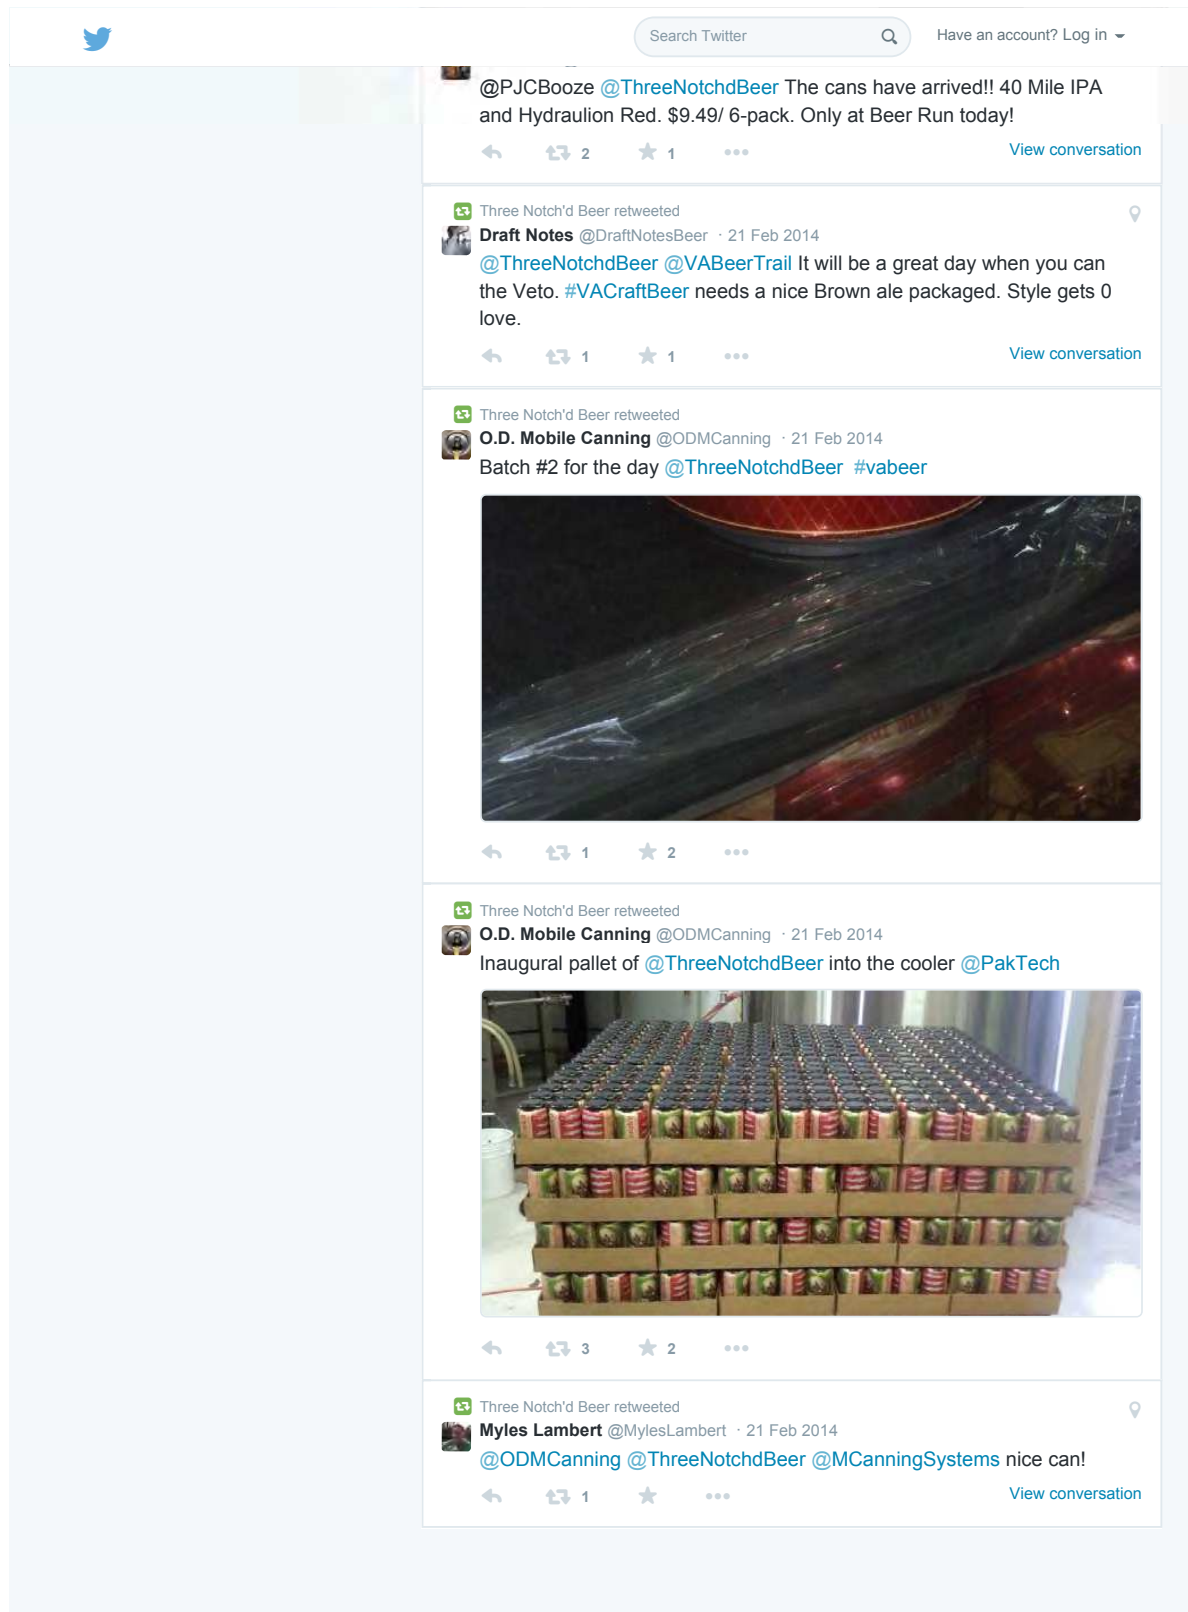 Search Twitter
Have an account? Log in
@PJCBooze @ThreeNotchdBeer The cans have arrived!! 40 Mile IPA
and Hydraulion Red. $9.49/ 6-pack. Only at Beer Run today!
2 1 View conversation
Three Notch'd Beer retweeted
Draft Notes @DraftNotesBeer · 21 Feb 2014
@ThreeNotchdBeer @VABeerTrail It will be a great day when you can
the Veto. #VACraftBeer needs a nice Brown ale packaged. Style gets 0
love.
1 1 View conversation
Three Notch'd Beer retweeted
O.D. Mobile Canning @ODMCanning · 21 Feb 2014
Batch #2 for the day @ThreeNotchdBeer #vabeer
1 2
Three Notch'd Beer retweeted
O.D. Mobile Canning @ODMCanning · 21 Feb 2014
Inaugural pallet of @ThreeNotchdBeer into the cooler @PakTech
3 2
Three Notch'd Beer retweeted
Myles Lambert @MylesLambert · 21 Feb 2014
@ODMCanning @ThreeNotchdBeer @MCanningSystems nice can!
1 View conversation